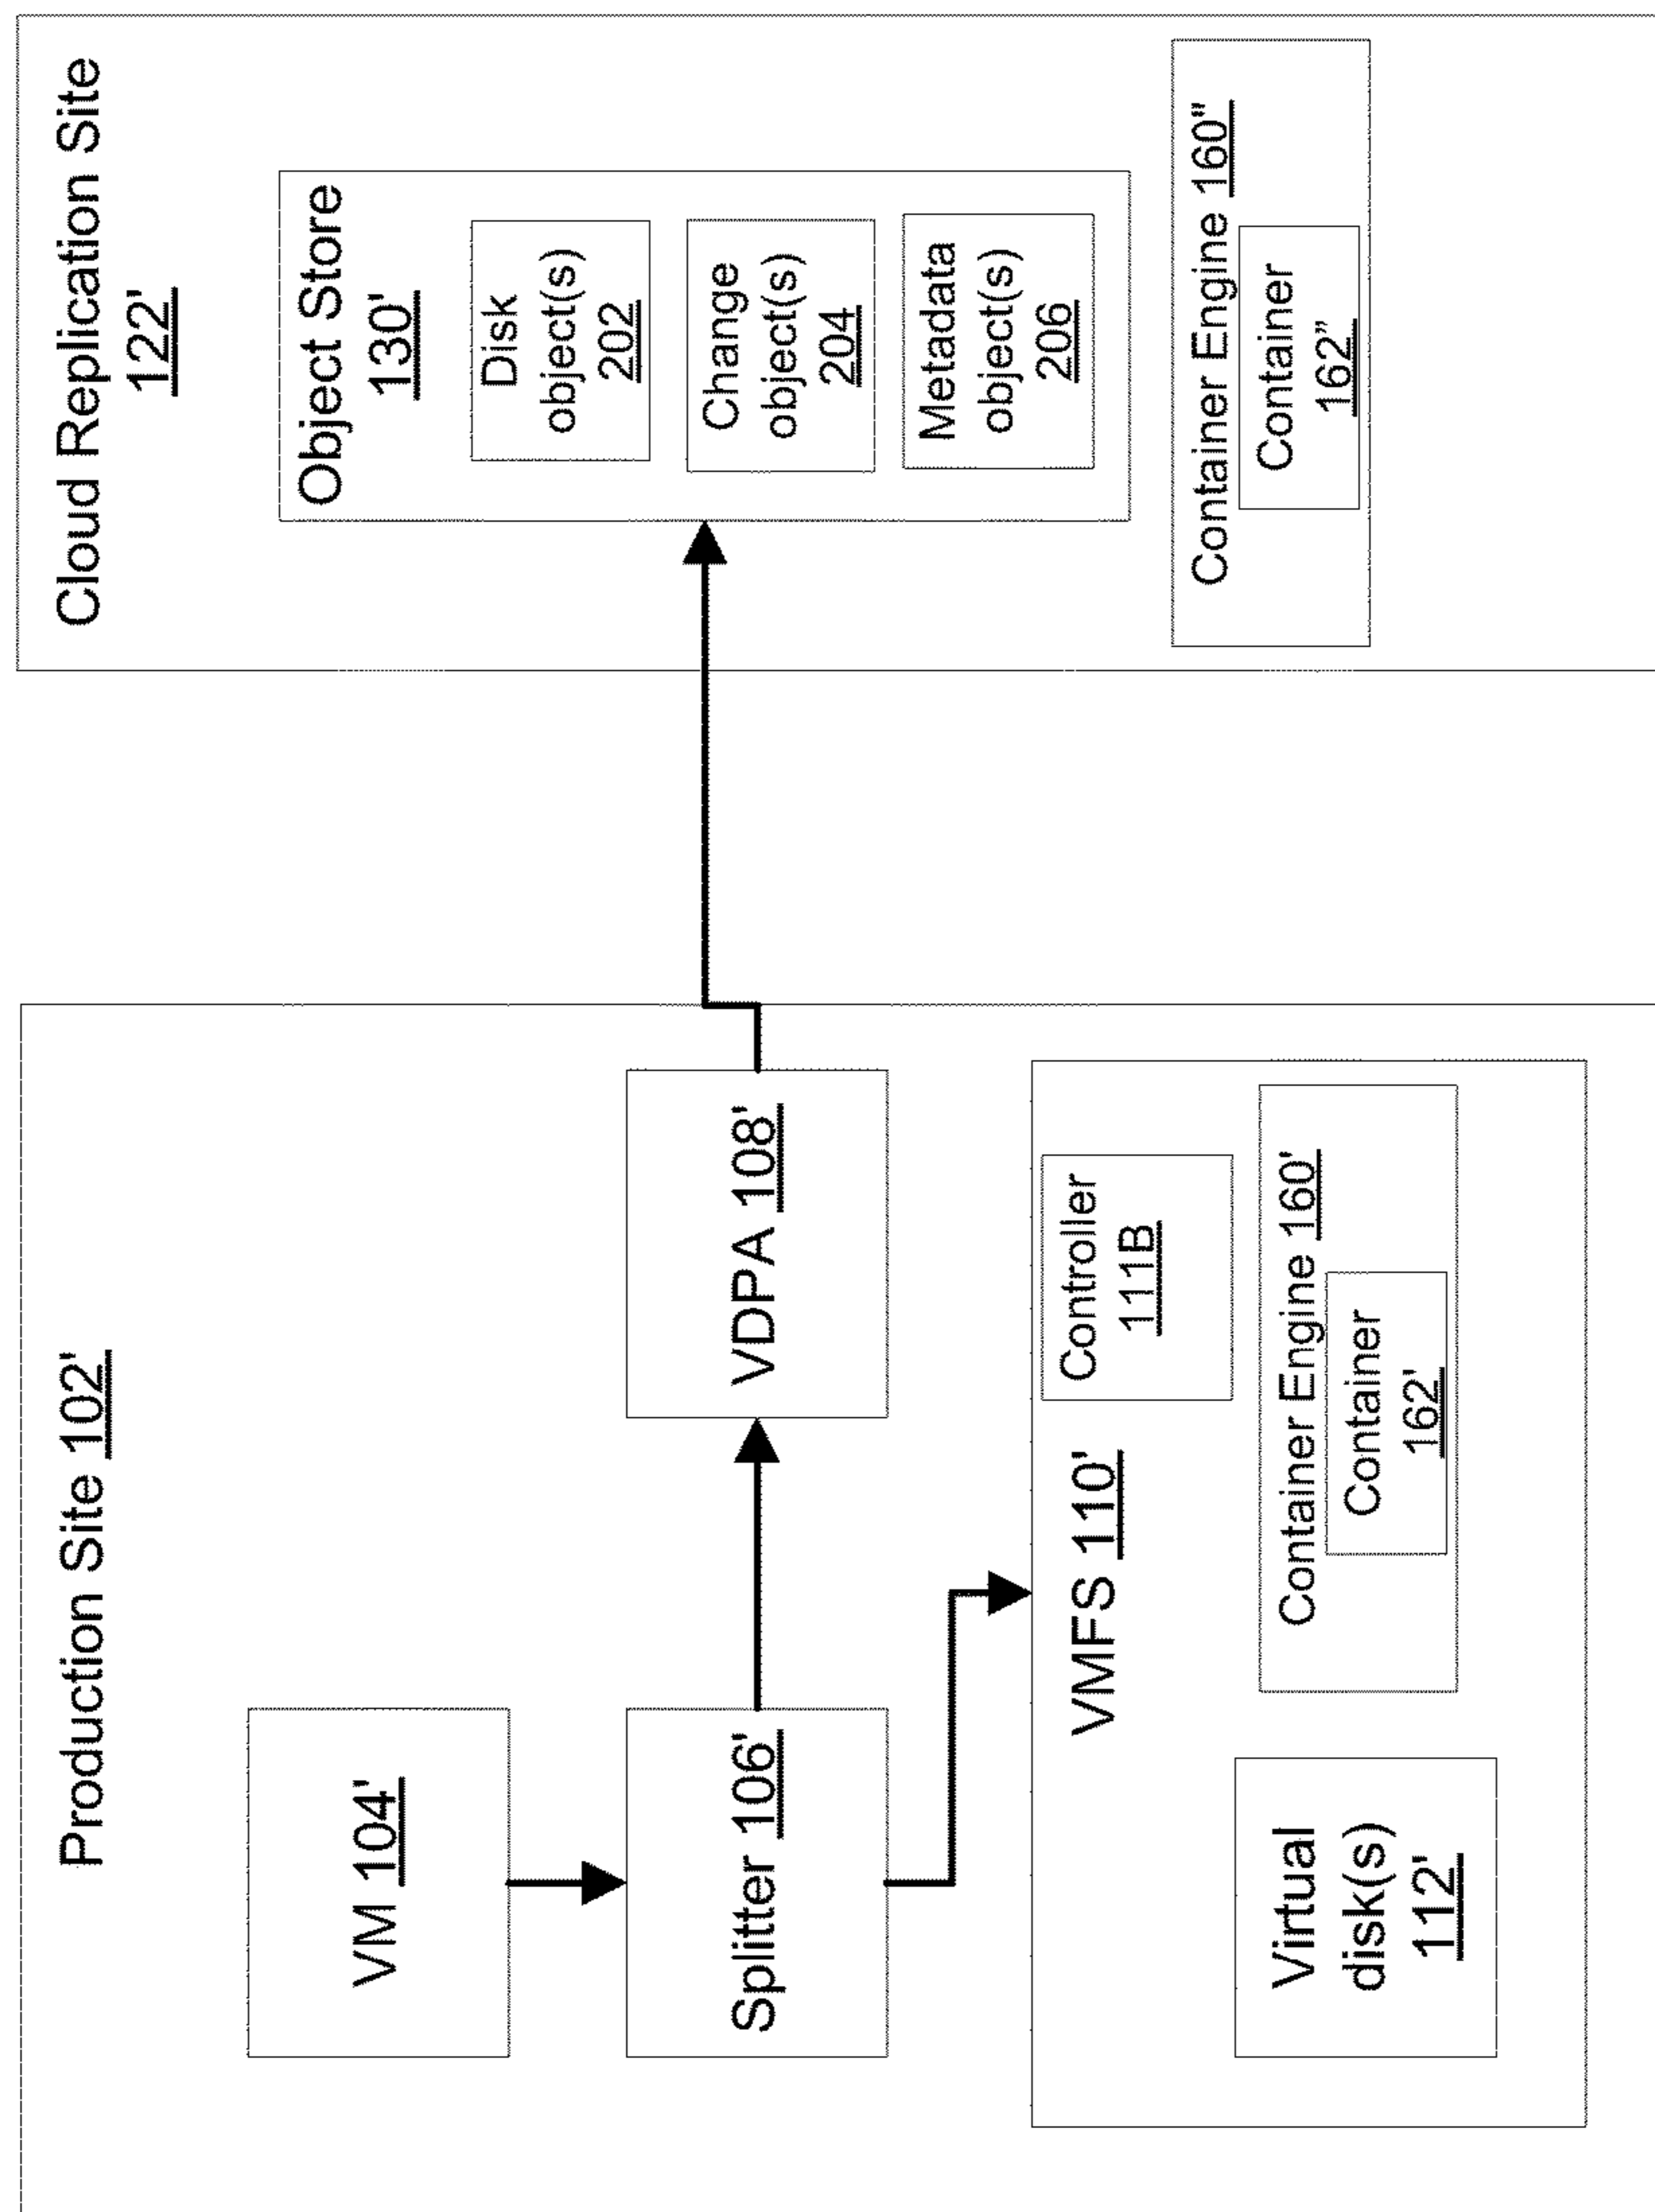 Production Site 102'
VM 104'
Splitter 106'
VDPA 108'
VMFS 110'
Controller
111B
Virtual
disk(s)
112'
Container Engine 160'
Container
162'
Cloud Replication Site
122'
Object Store
130'
Disk
object(s)
202
Change
object(s)
204
Metadata
object(s)
206
Container Engine 160"
Container
162”